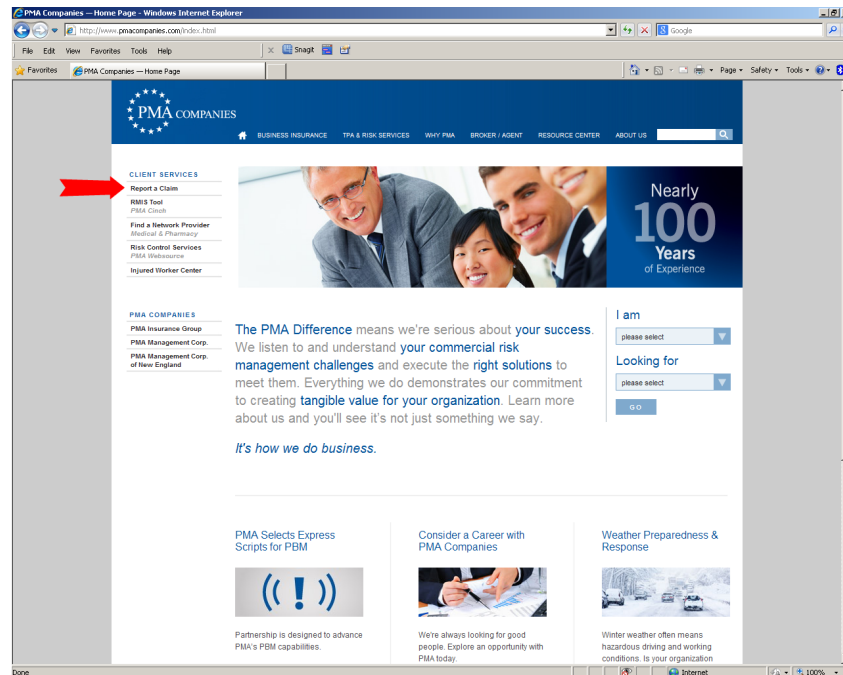 PMA Companies — Home Page - Windows Internet Explorer
http://www.pmacompanies.com/index.html
Google
File Edit View Favorites Tools Help
x Snagit
Favorites
PMA Companies — Home Page
Page Safety Tools
PMA COMPANIES
BUSINESS INSURANCE TPA & RISK SERVICES WHY PMA BROKER / AGENT RESOURCE CENTER ABOUT US
CLIENT SERVICES
Report a Claim
RMIS Tool
PMA Cinch
Find a Network Provider
Medical & Pharmacy
Risk Control Services
PMA Websource
Injured Worker Center
Nearly
100
Years
of Experience
PMA COMPANIES
PMA Insurance Group
PMA Management Corp.
PMA Management Corp.
of New England
The PMA Difference means we're serious about your success.
We listen to and understand your commercial risk
management challenges and execute the right solutions to
meet them. Everything we do demonstrates our commitment
to creating tangible value for your organization. Learn more
about us and you'll see it's not just something we say.
It's how we do business.
I am
please select
Looking for
please select
GO
PMA Selects Express
Scripts for PBM
Partnership is designed to advance
PMA's PBM capabilities.
Consider a Career with
PMA Companies
We're always looking for good
people. Explore an opportunity with
PMA today.
Weather Preparedness &
Response
Winter weather often means
hazardous driving and working
conditions. Is your organization
Done
Internet
100%